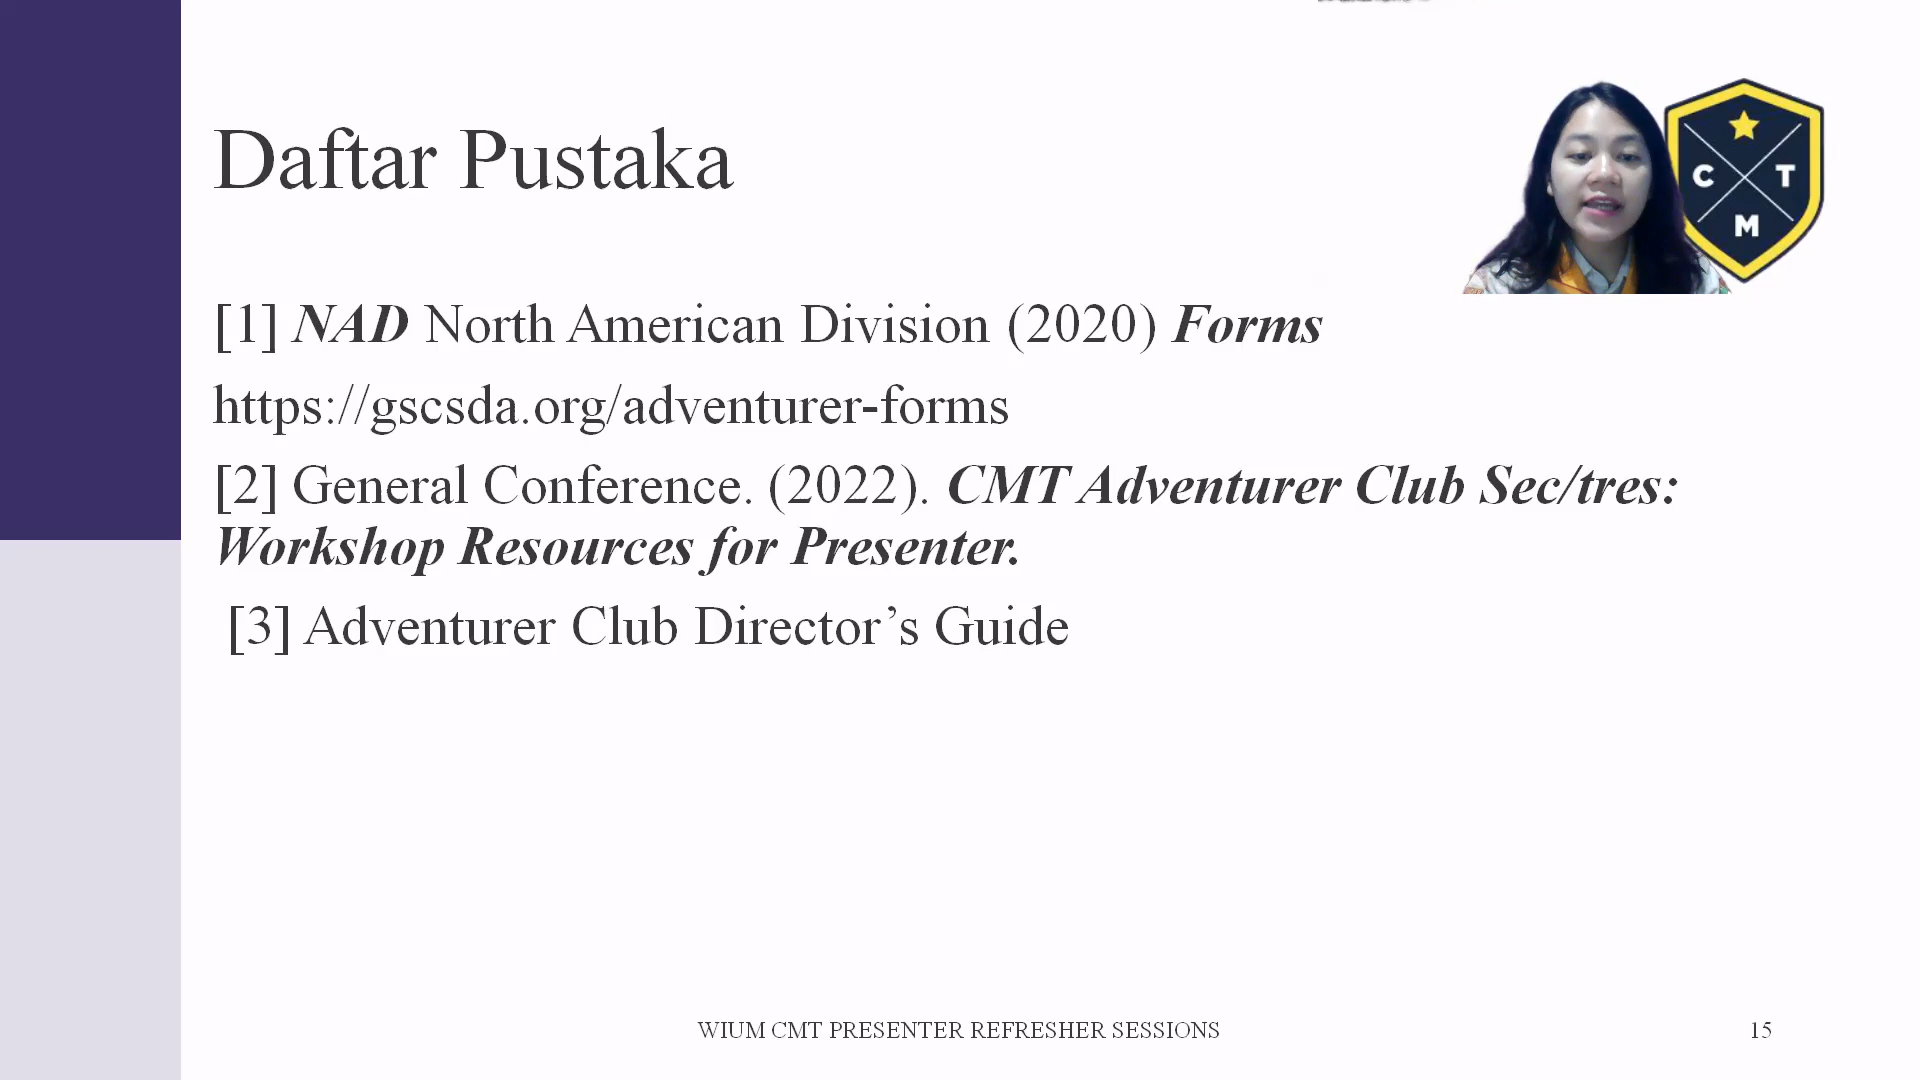 Daftar Pustaka
C T
M
[1] NAD North American Division (2020) Forms
https://gscsda.org/adventurer-forms
[2] General Conference. (2022). CMT Adventurer Club Sec/tres:
Workshop Resources for Presenter.
[3] Adventurer Club Director’s Guide
WIUM CMT PRESENTER REFRESHER SESSIONS
15